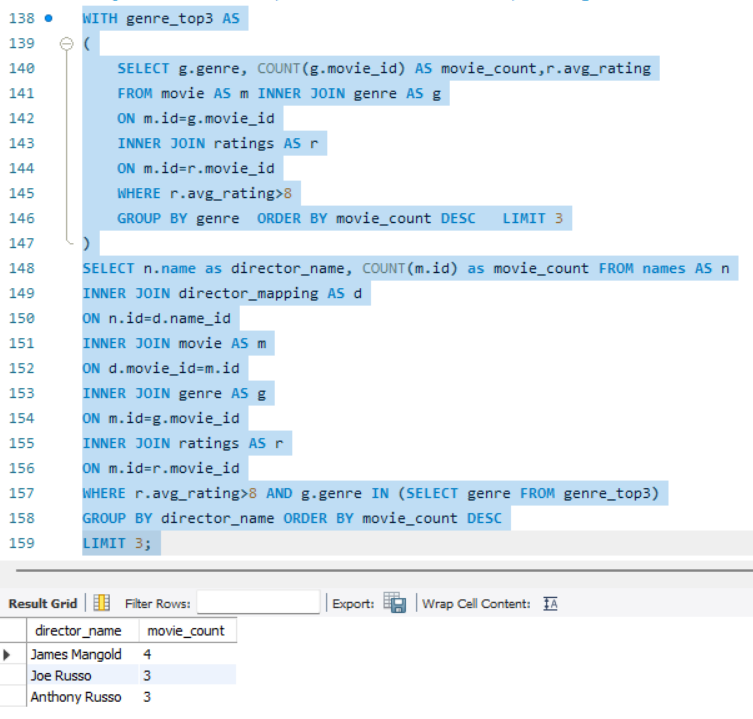 138 WITH genre_top3 AS
139 (
140 SELECT g.genre, COUNT(g.movie_id) AS movie_count,r.avg_rating
141 FROM movie AS m INNER JOIN genre AS g
142 ON m.id=g.movie_id
143 INNER JOIN ratings AS r
144 ON m.id=r.movie_id
145 WHERE r.avg_rating>8
146 GROUP BY genre  ORDER BY movie_count DESC   LIMIT 3
147 )
148 SELECT n.name as director_name, COUNT(m.id) as movie_count FROM names AS n
149 INNER JOIN director_mapping AS d
150 ON n.id=d.name_id
151 INNER JOIN movie AS m
152 ON d.movie_id=m.id
153 INNER JOIN genre AS g
154 ON m.id=g.movie_id
155 INNER JOIN ratings AS r
156 ON m.id=r.movie_id
157 WHERE r.avg_rating>8 AND g.genre IN (SELECT genre FROM genre_top3)
158 GROUP BY director_name ORDER BY movie_count DESC
159 LIMIT 3;
Result Grid Filter Rows: Export: Wrap Cell Content:
director_name movie_count
James Mangold 4
Joe Russo 3
Anthony Russo 3